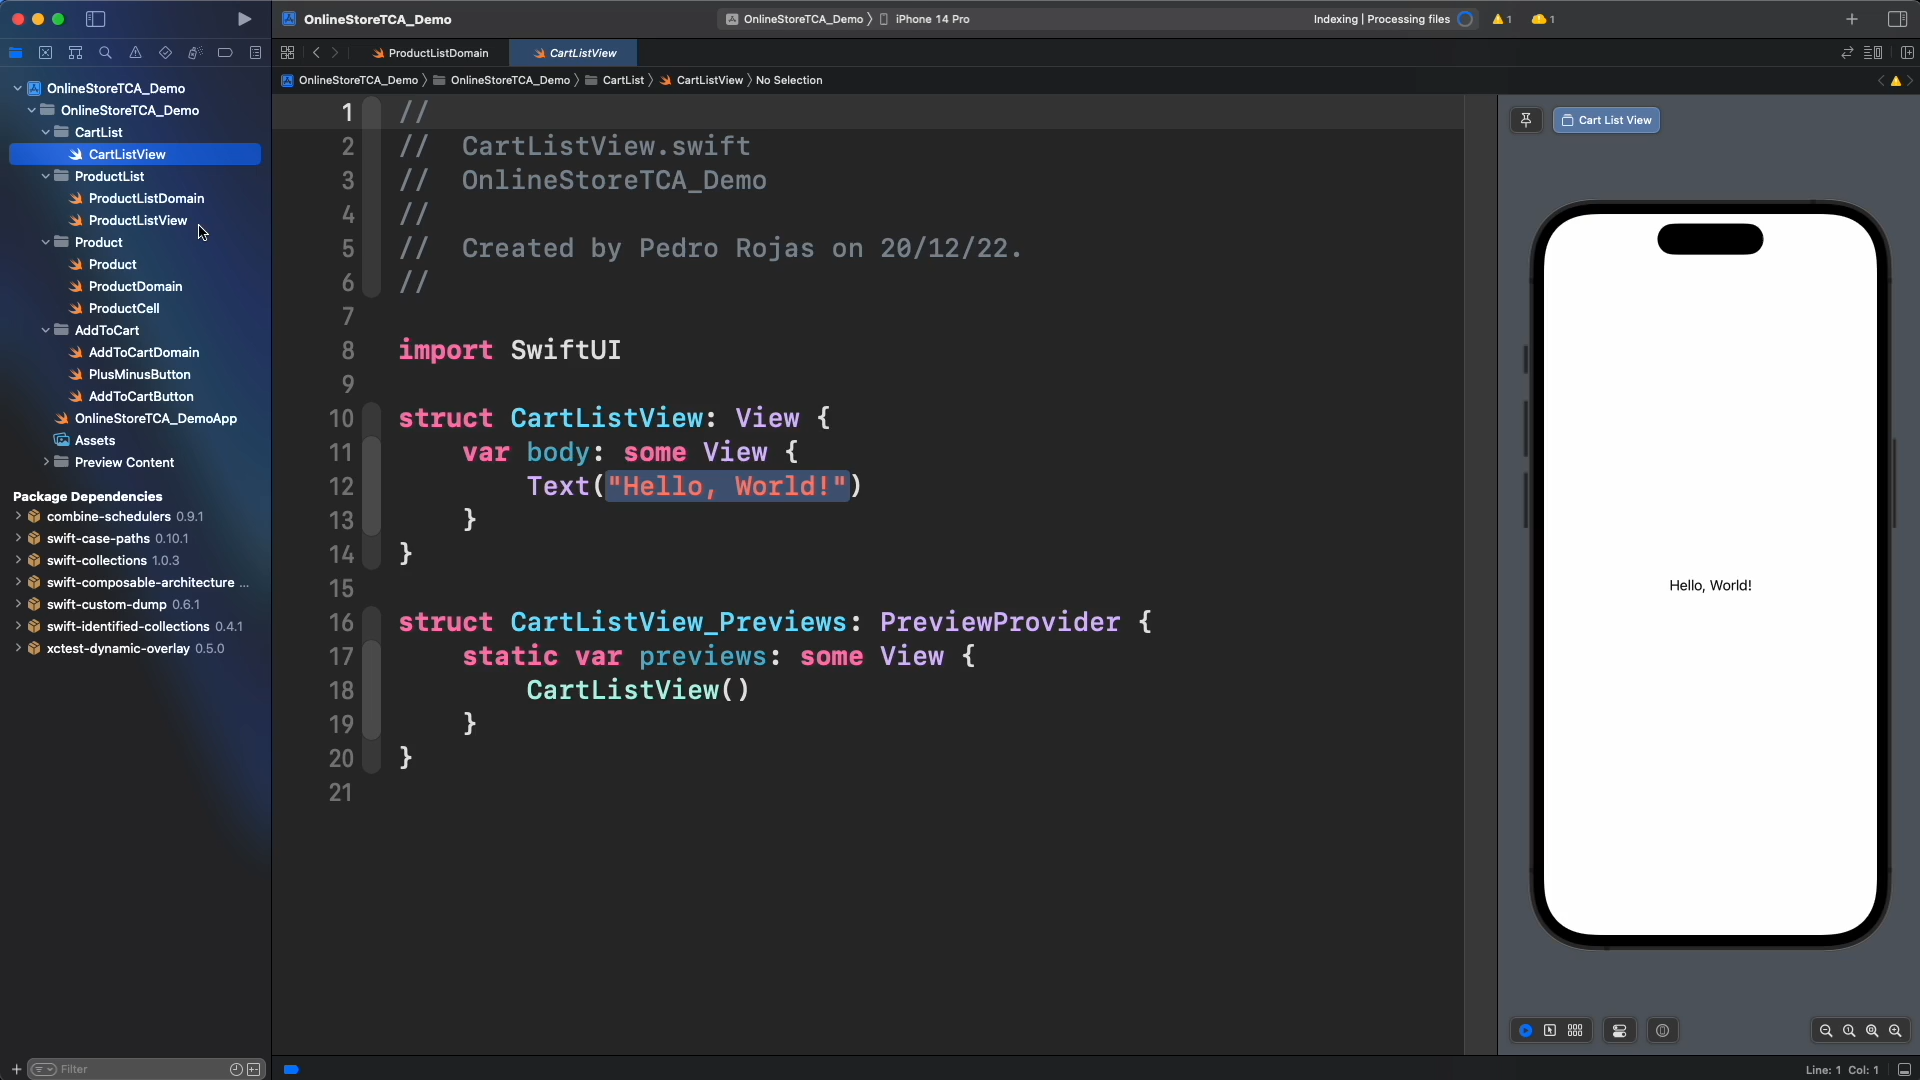 OnlineStoreTCA_Demo
OnlineStoreTCA_Demo 〉 iPhone 14 Pro
Indexing | Processing files
1
1
ProductListDomain
CartListView
OnlineStoreTCA_Demo 〉 OnlineStoreTCA_Demo 〉 CartList 〉 CartListView 〉 No Selection
OnlineStoreTCA_Demo
OnlineStoreTCA_Demo
CartList
CartListView
ProductList
ProductListDomain
ProductListView
Product
Product
ProductDomain
ProductCell
AddToCart
AddToCartDomain
PlusMinusButton
AddToCartButton
OnlineStoreTCA_DemoApp
Assets
Preview Content
Package Dependencies
combine-schedulers 0.9.1
swift-case-paths 0.10.1
swift-collections 1.0.3
swift-composable-architecture ...
swift-custom-dump 0.6.1
swift-identified-collections 0.4.1
xctest-dynamic-overlay 0.5.0
Filter
1 //
2 // CartListView.swift
3 // OnlineStoreTCA_Demo
4 //
5 // Created by Pedro Rojas on 20/12/22.
6 //
7
8 import SwiftUI
9
10 struct CartListView: View {
11 var body: some View {
12 Text("Hello, World!")
13 }
14 }
15
16 struct CartListView_Previews: PreviewProvider {
17 static var previews: some View {
18 CartListView()
19 }
20 }
21
Cart List View
Hello, World!
Line: 1 Col: 1